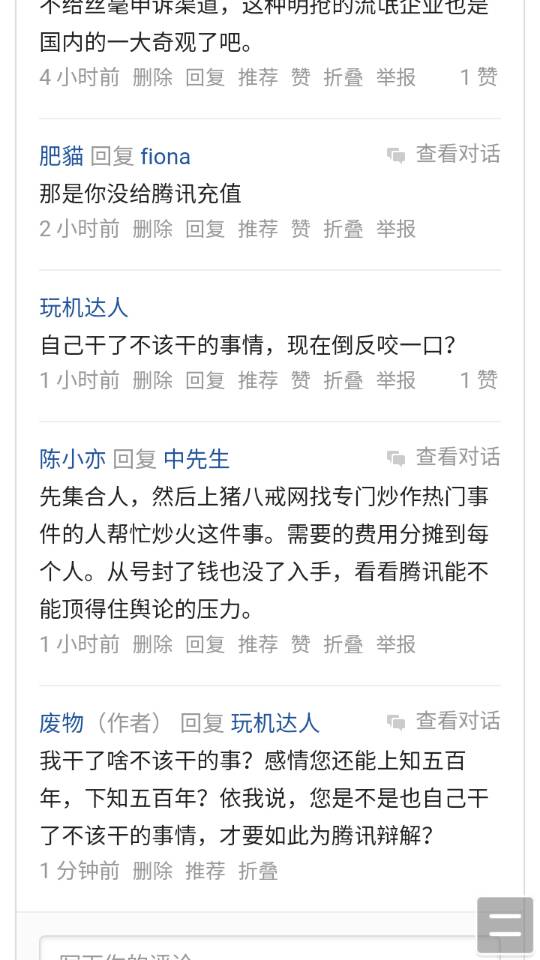 不给丝毫申诉渠道，这种明抢的流氓企业也是
国内的一大奇观了吧。
4 小时前 删除 回复 推荐 赞 折叠 举报 1 赞
肥貓 回复 fiona 查看对话
那是你没给腾讯充值
2 小时前 删除 回复 推荐 赞 折叠 举报
玩机达人
自己干了不该干的事情，现在倒反咬一口？
1 小时前 删除 回复 推荐 赞 折叠 举报 1 赞
陈小亦 回复 中先生 查看对话
先集合人，然后上猪八戒网找专门炒作热门事
件的人帮忙炒火这件事。需要的费用分摊到每
个人。从号封了钱也没了入手，看看腾讯能不
能顶得住舆论的压力。
1 小时前 删除 回复 推荐 赞 折叠 举报
废物（作者） 回复 玩机达人 查看对话
我干了啥不该干的事？感情您还能上知五百
年，下知五百年？依我说，您是不是也自己干
了不该干的事情，才要如此为腾讯辩解？
1 分钟前 删除 推荐 折叠
写下你的评论